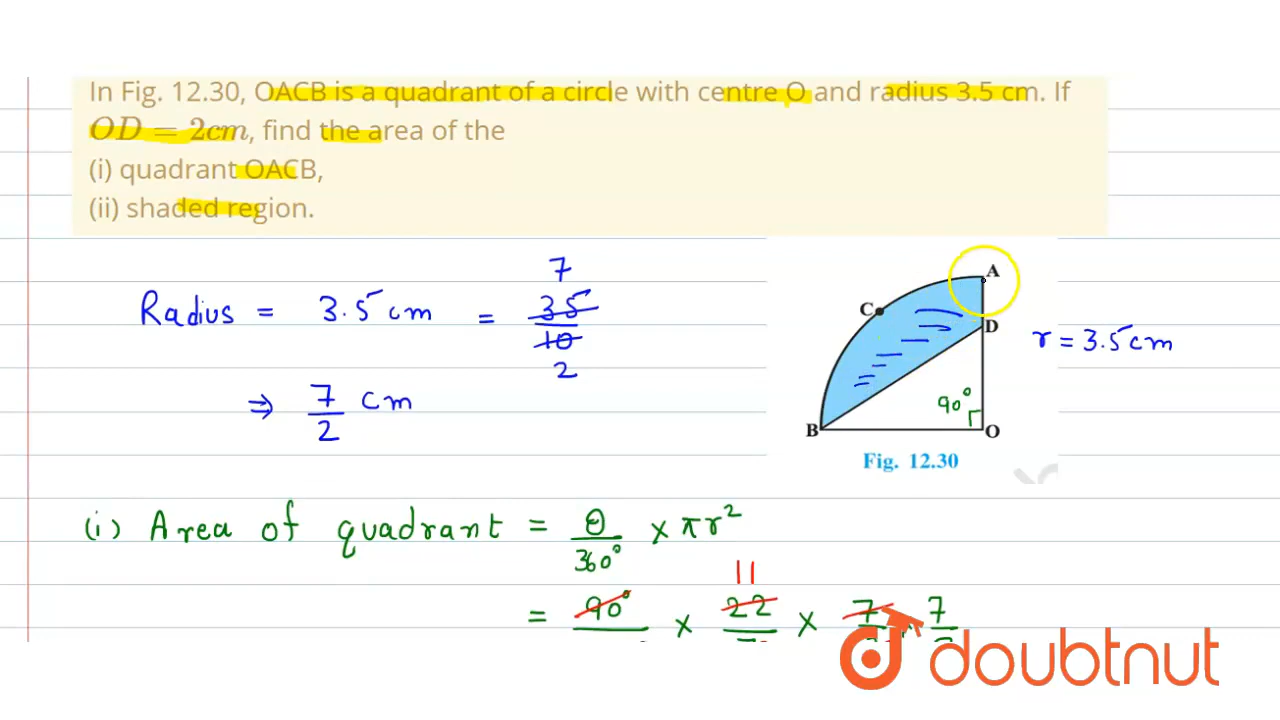 In Fig. 12.30, OACB is a quadrant of a circle with centre O and radius 3.5 cm. If
OD = 2cm, find the area of the
(i) quadrant OACB,
(ii) shaded region.
Radius = 3.5 cm = 35/10 7 2
⇒ 7/2 cm
A
C
D
r = 3.5 cm
90°
B
O
Fig. 12.30
(i) Area of quadrant = θ/360° × πr²
11
= 90° × 22 × 7 7
doubtnut